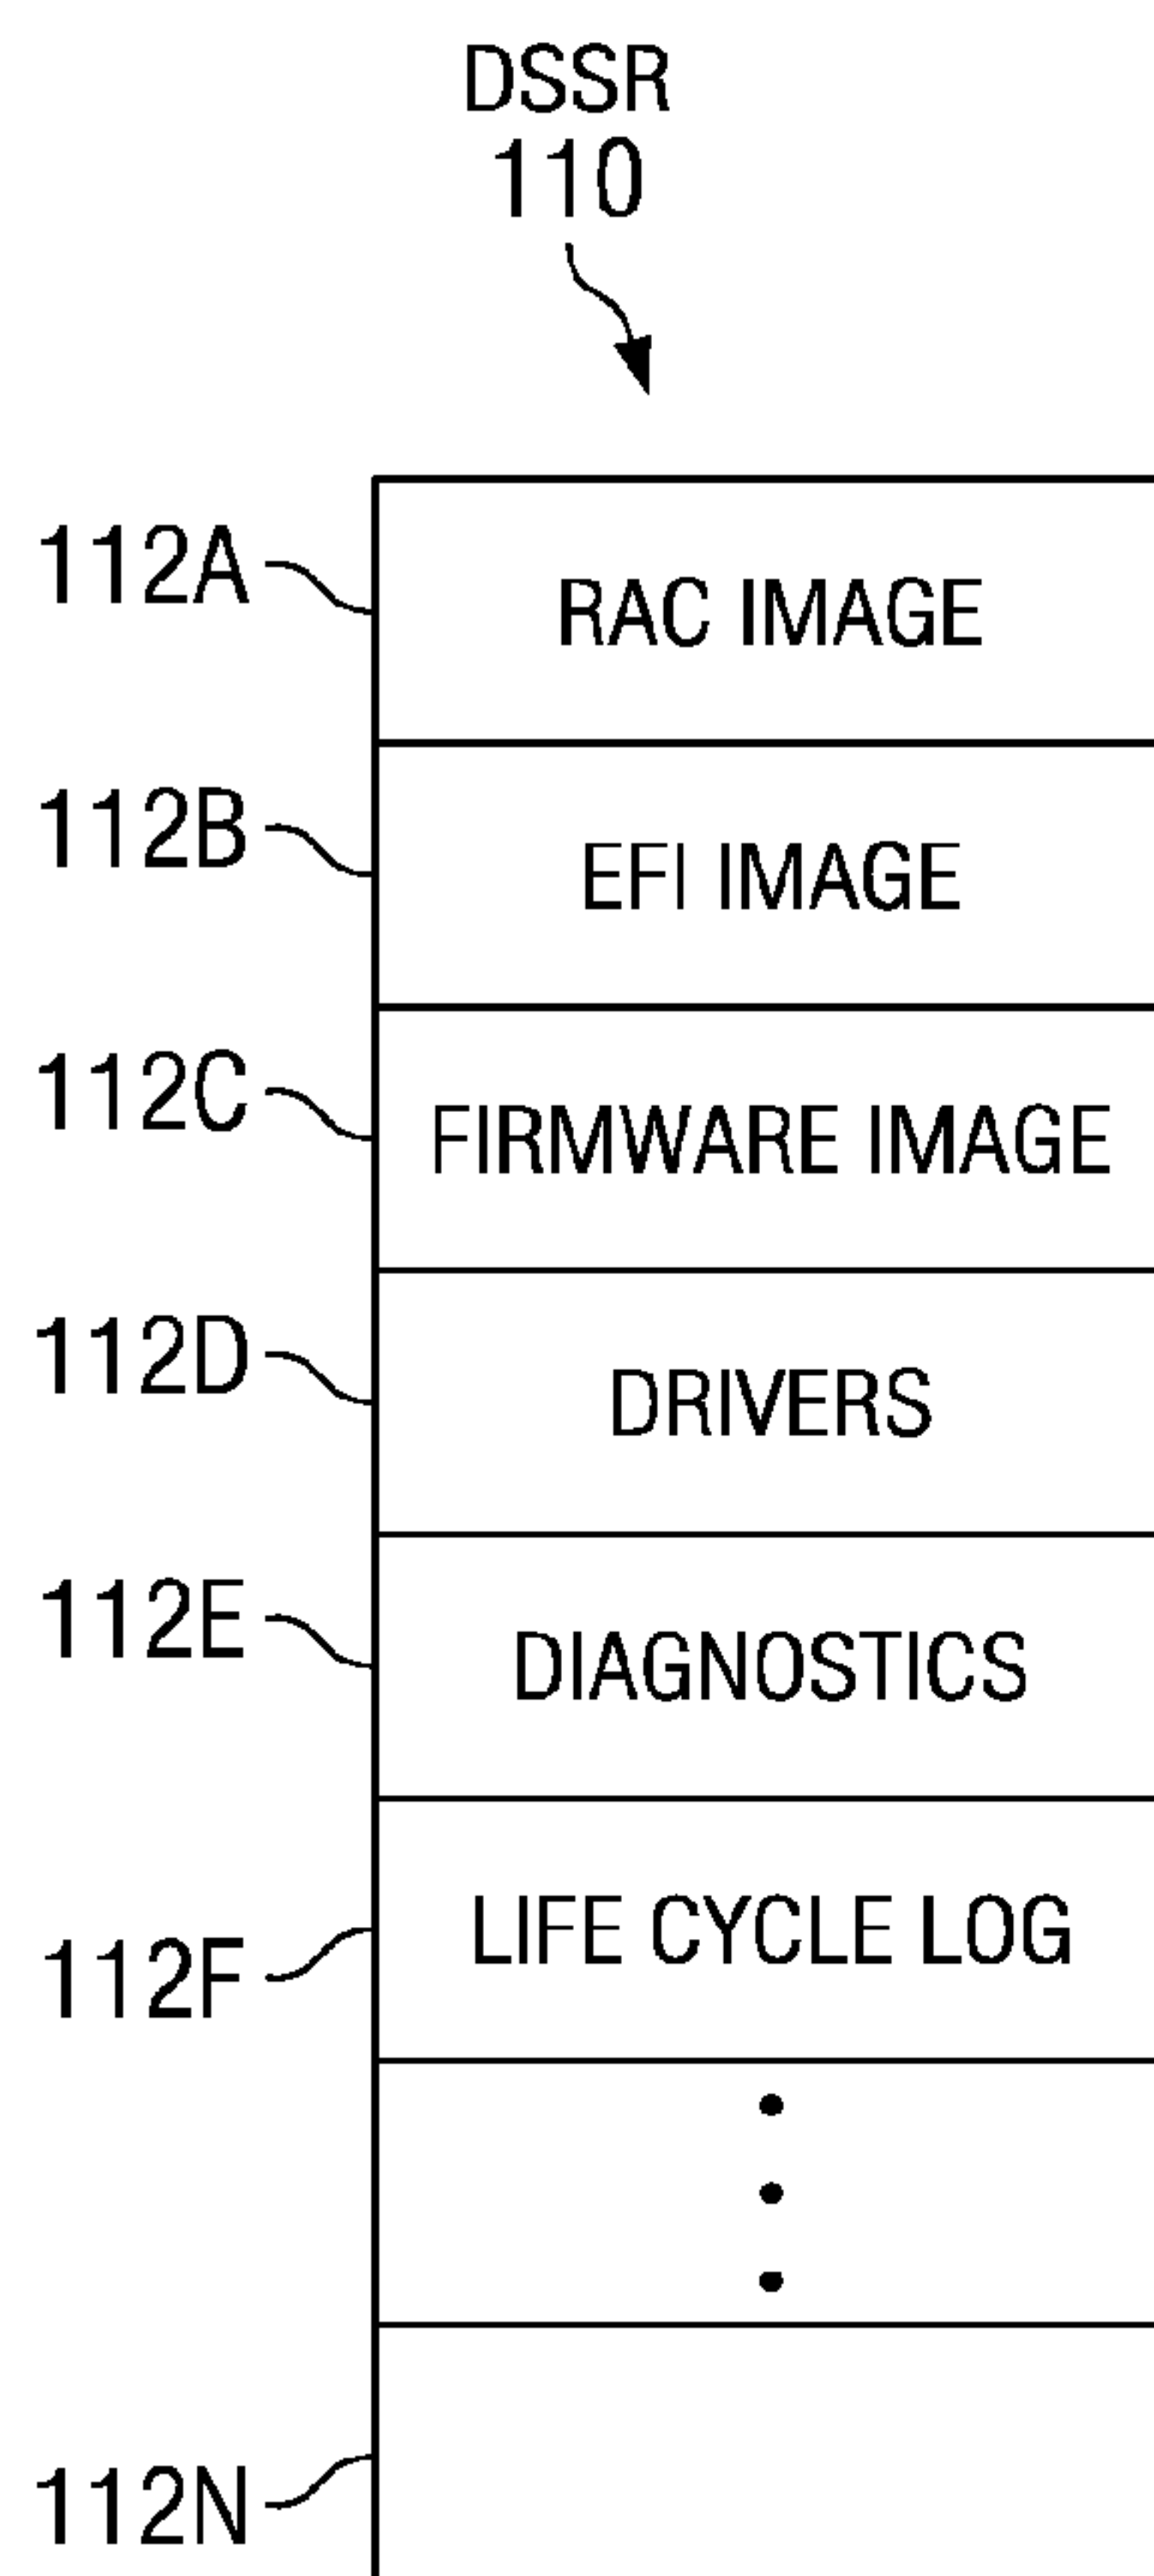 DSSR
110
112A
RAC IMAGE
112B
EFI IMAGE
112C
FIRMWARE IMAGE
112D
DRIVERS
112E
DIAGNOSTICS
112F
LIFE CYCLE LOG
112N